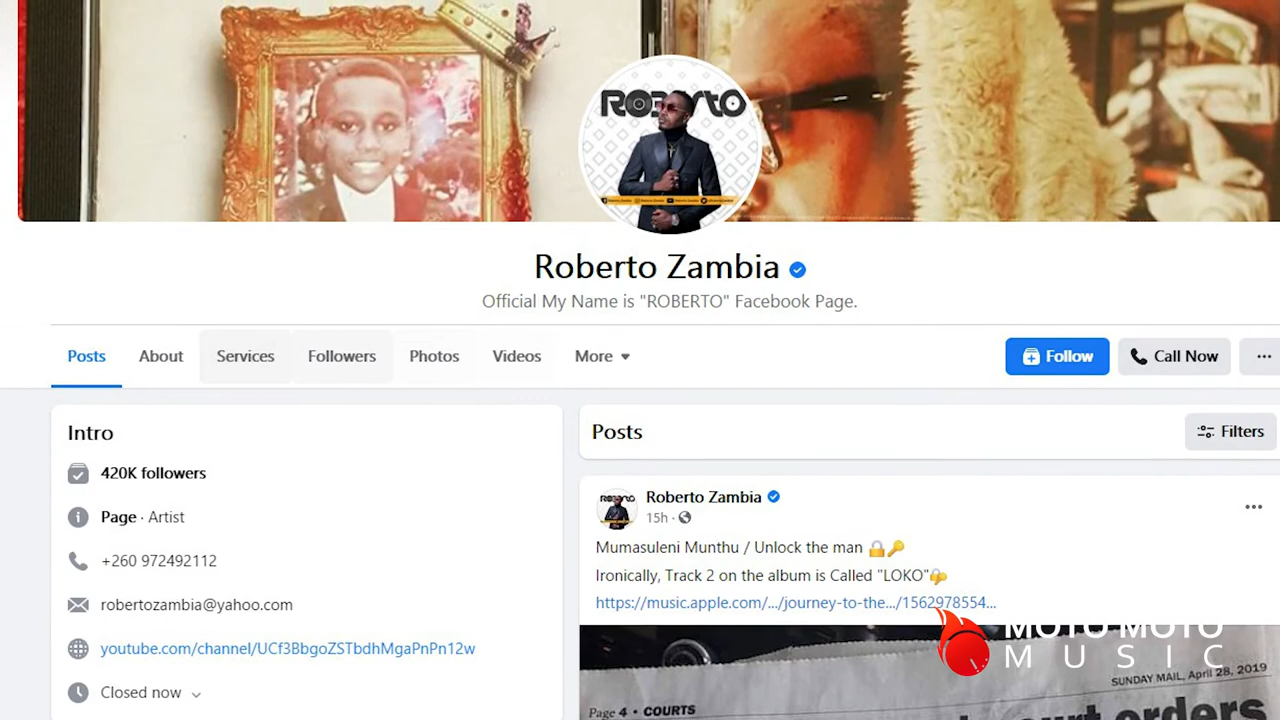 ROBERTO
Roberto Zambia
Official My Name is "ROBERTO" Facebook Page.
Posts
About
Services
Followers
Photos
Videos
More
Follow
Call Now
Intro
420K followers
Page · Artist
+260 972492112
robertozambia@yahoo.com
youtube.com/channel/UCf3BbgoZSTbdhMgaPnPn12w
Closed now
Posts
Filters
Roberto Zambia
15h ·
Mumasuleni Munthu / Unlock the man
Ironically, Track 2 on the album is Called "LOKO"
https://music.apple.com/.../journey-to-the.../1562978554...
MOTO MOTO
MUSIC
SUNDAY MAIL, April 28, 2019
Page 4 • COURTS
court orders